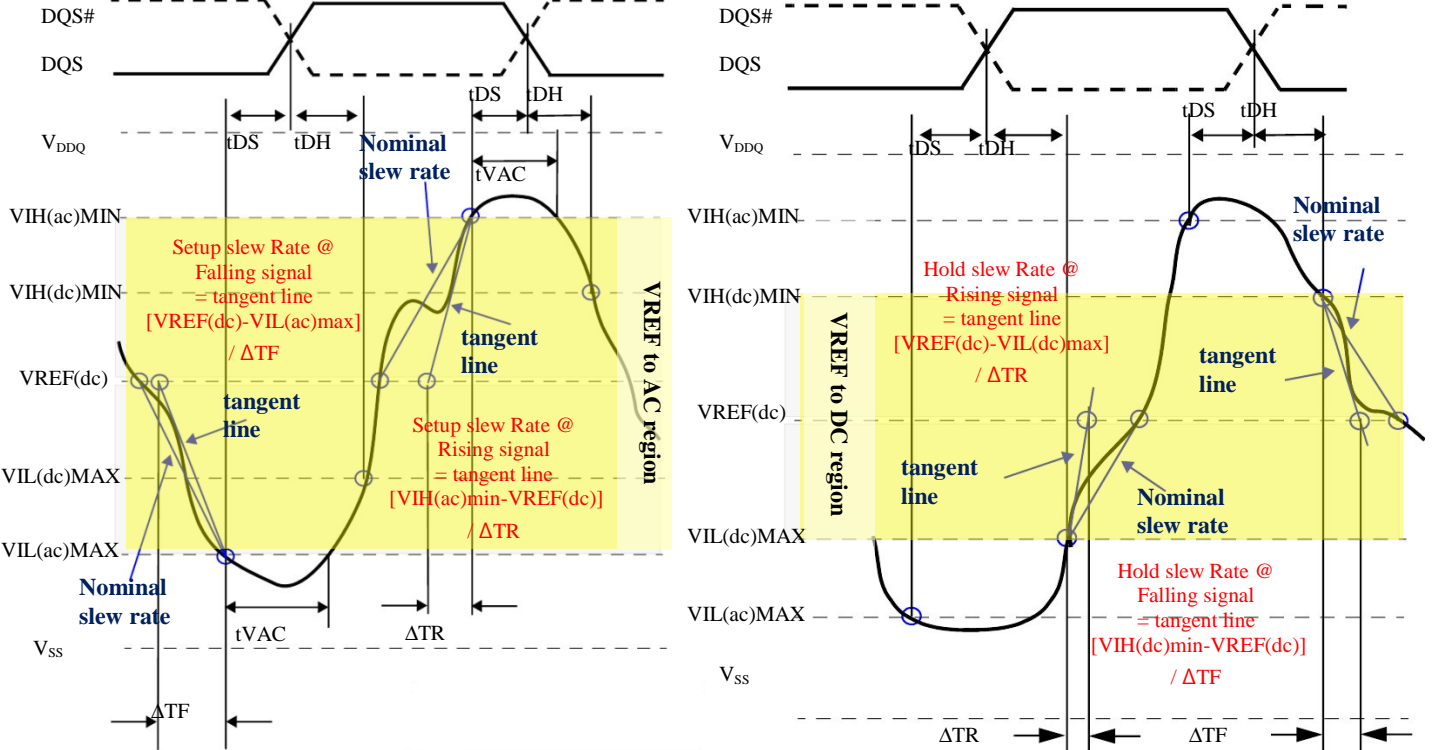 DQS#
DQS
tDS
tDH
tDS
tDH
VDDQ
Nominal
slew rate
tVAC
VIH(ac)MIN
Setup slew Rate @
Falling signal
= tangent line
[VREF(dc)-VIL(ac)max]
/ ΔTF
VIH(dc)MIN
tangent
line
VREF to AC region
VREF(dc)
tangent
line
Setup slew Rate @
Rising signal
= tangent line
[VIH(ac)min-VREF(dc)]
/ ΔTR
VIL(dc)MAX
VIL(ac)MAX
Nominal
slew rate
tVAC
ΔTR
VSS
ΔTF
DQS#
DQS
tDS
tDH
tDS
tDH
VDDQ
VIH(ac)MIN
Nominal
slew rate
Hold slew Rate @
Rising signal
= tangent line
[VREF(dc)-VIL(dc)max]
/ ΔTR
VIH(dc)MIN
VREF to DC region
tangent
line
VREF(dc)
tangent
line
Nominal
slew rate
VIL(dc)MAX
Hold slew Rate @
Falling signal
= tangent line
[VIH(dc)min-VREF(dc)]
/ ΔTF
VIL(ac)MAX
VSS
ΔTR
ΔTF